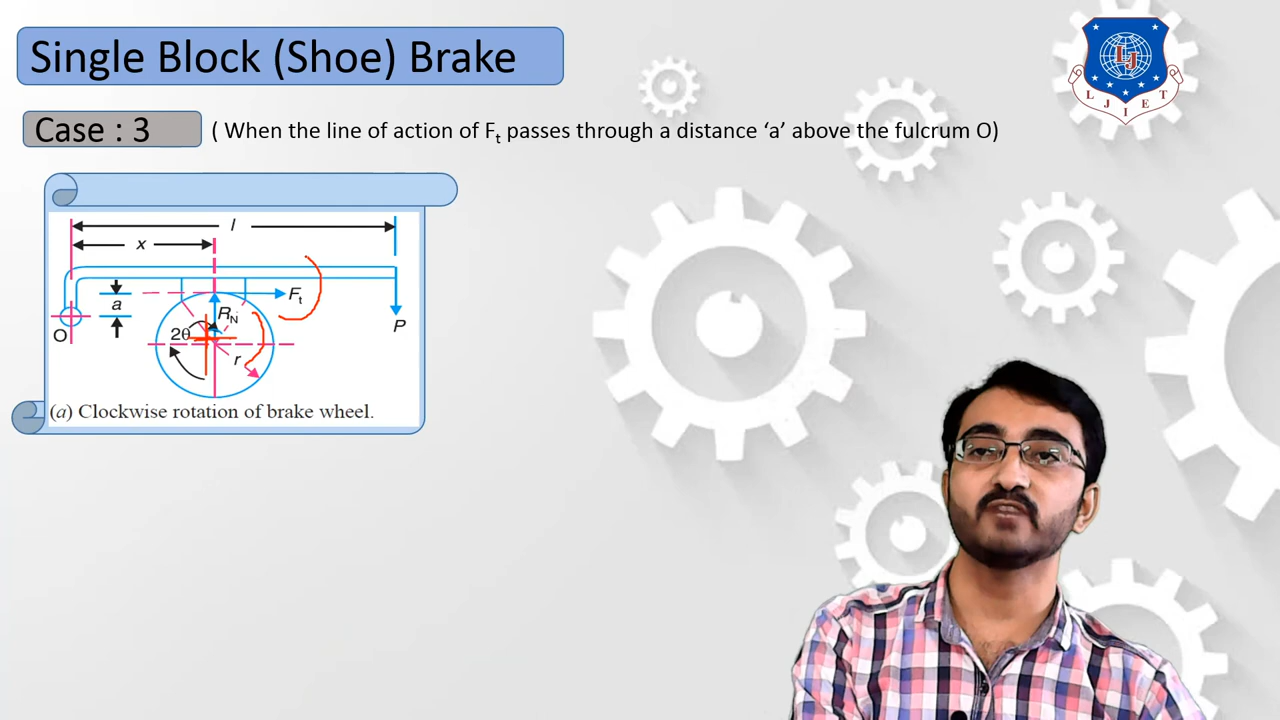 Single Block (Shoe) Brake
L J I E T
LJ
Case : 3
( When the line of action of Ft passes through a distance ‘a’ above the fulcrum O)
l
x
a
Ft
RN
P
O
2θ
r
(a) Clockwise rotation of brake wheel.